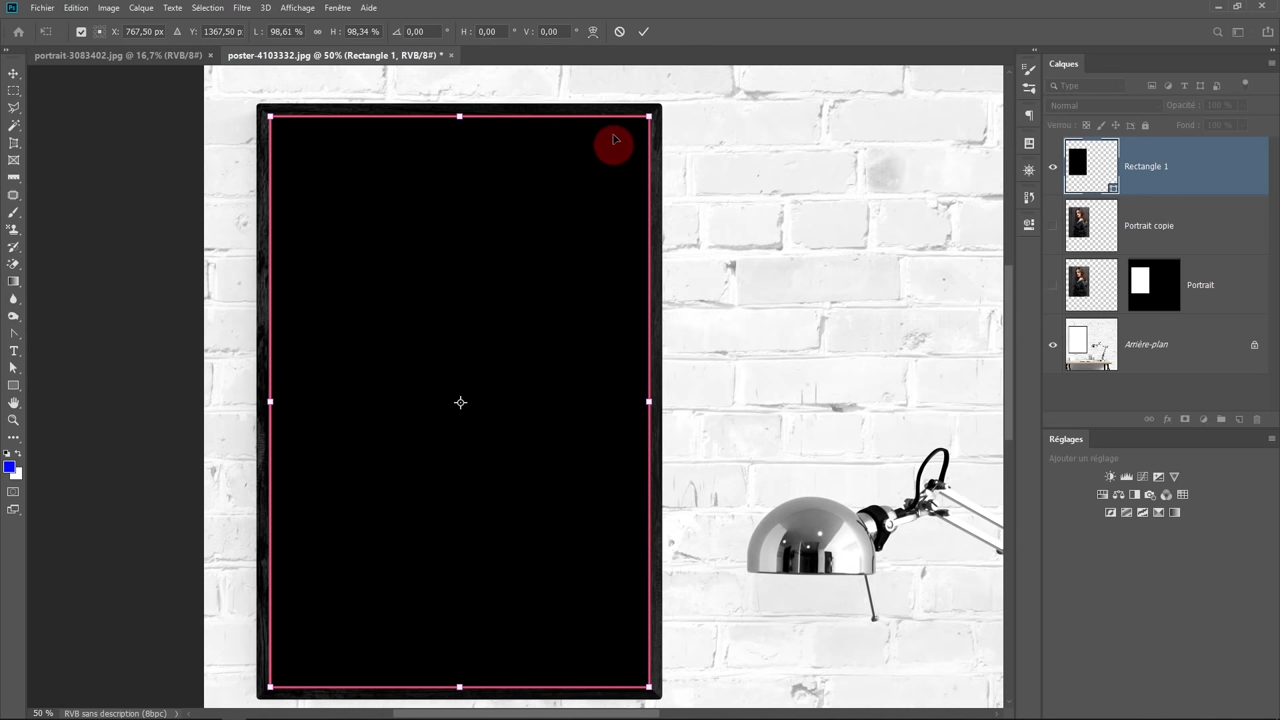 Ps Fichier Edition Image Calque Texte Sélection Filtre 3D Affichage Fenêtre Aide
X: 767,50 px Y: 1367,50 pi L: 98,61 % H: 98,34 % 0,00 ° H: 0,00 ° V: 0,00 °
portrait-3083402.jpg @ 16,7% (RVB/8#) × poster-4103332.jpg @ 50% (Rectangle 1, RVB/8#) * ×
Calques
Type
Normal Opacité : 100 %
Verrou : Fond : 100 %
Rectangle 1
Portrait copie
Portrait
Arrière-plan
Réglages
Ajouter un réglage
50 % RVB sans description (8bpc)